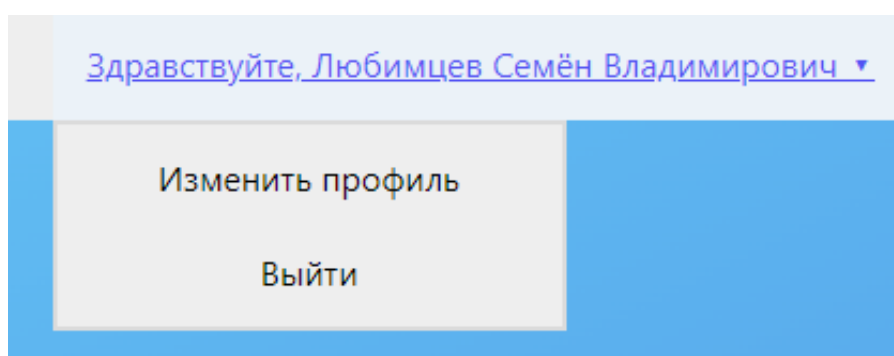 Здравствуйте, Любимцев Семён Владимирович ▼
Изменить профиль
Выйти